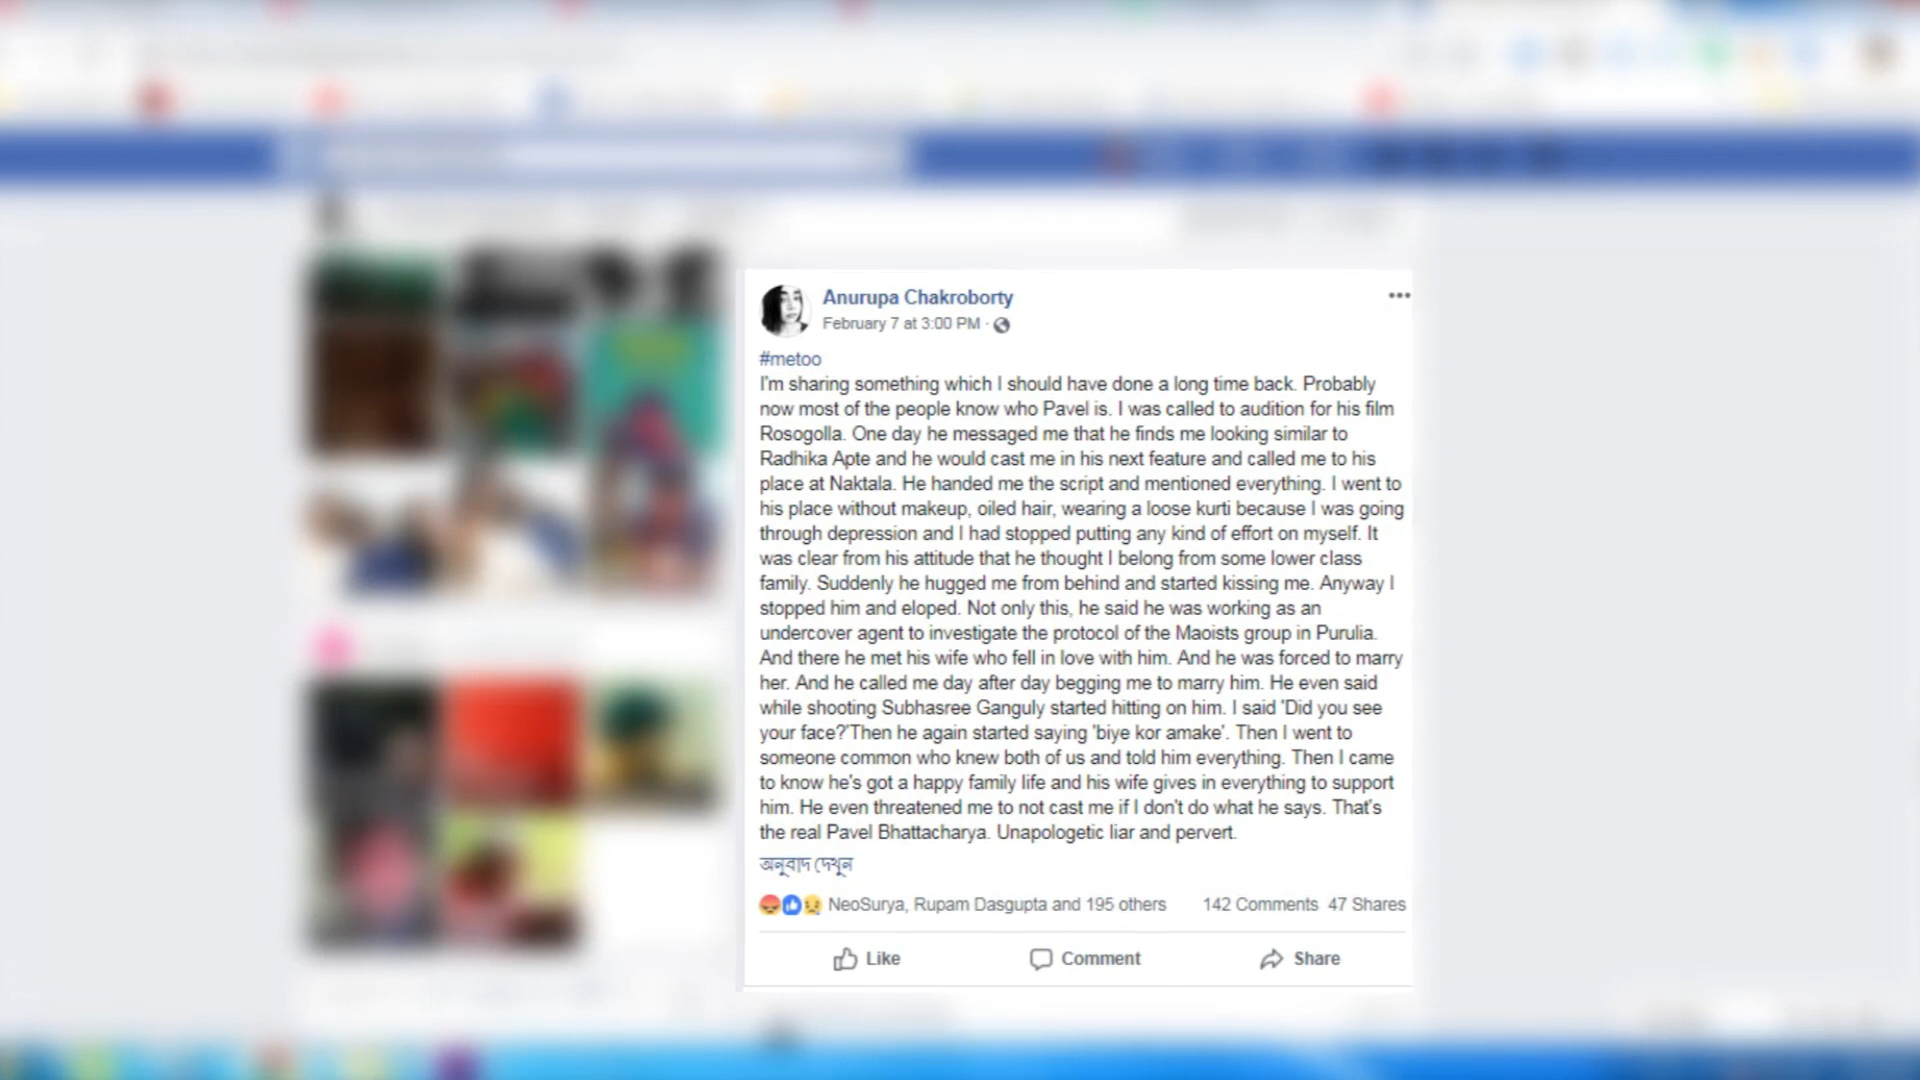 Anurupa Chakroborty
February 7 at 3:00 PM ·
#metoo
I'm sharing something which I should have done a long time back. Probably
now most of the people know who Pavel is. I was called to audition for his film
Rosogolla. One day he messaged me that he finds me looking similar to
Radhika Apte and he would cast me in his next feature and called me to his
place at Naktala. He handed me the script and mentioned everything. I went to
his place without makeup, oiled hair, wearing a loose kurti because I was going
through depression and I had stopped putting any kind of effort on myself. It
was clear from his attitude that he thought I belong from some lower class
family. Suddenly he hugged me from behind and started kissing me. Anyway I
stopped him and eloped. Not only this, he said he was working as an
undercover agent to investigate the protocol of the Maoists group in Purulia.
And there he met his wife who fell in love with him. And he was forced to marry
her. And he called me day after day begging me to marry him. He even said
while shooting Subhasree Ganguly started hitting on him. I said 'Did you see
your face?'Then he again started saying 'biye kor amake'. Then I went to
someone common who knew both of us and told him everything. Then I came
to know he's got a happy family life and his wife gives in everything to support
him. He even threatened me to not cast me if I don't do what he says. That's
the real Pavel Bhattacharya. Unapologetic liar and pervert.
অনুবাদ দেখুন
NeoSurya, Rupam Dasgupta and 195 others 142 Comments 47 Shares
Like Comment Share